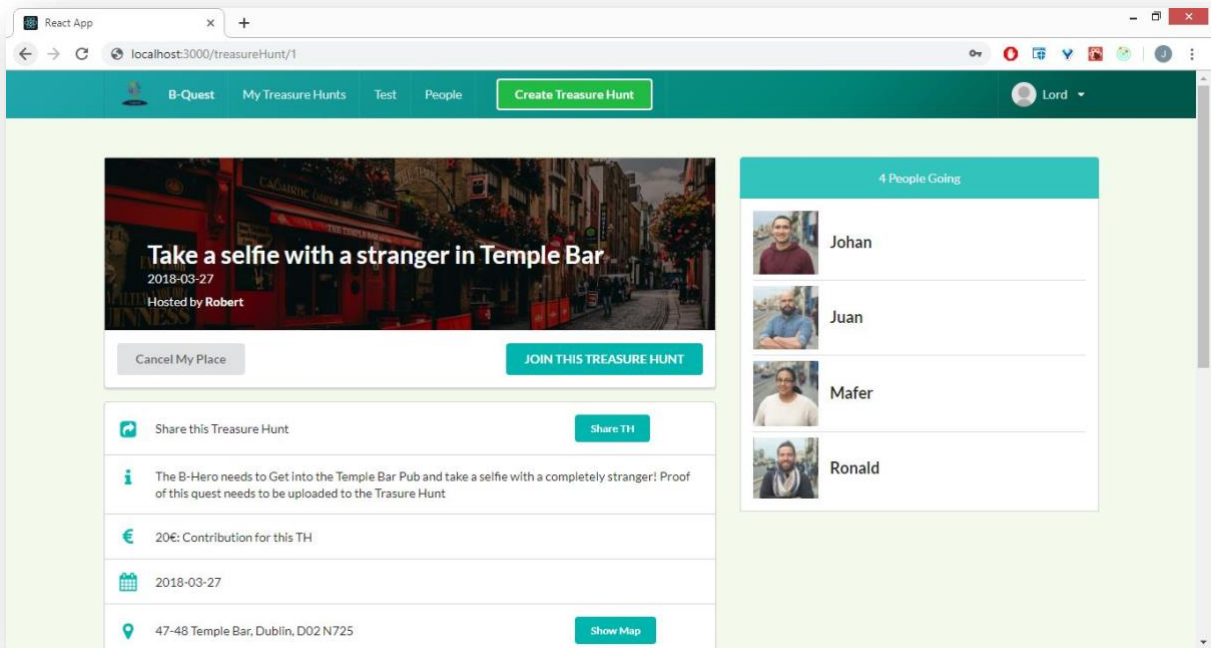 React App
localhost:3000/treasureHunt/1
B-Quest My Treasure Hunts Test People Create Treasure Hunt Lord
Take a selfie with a stranger in Temple Bar
2018-03-27
Hosted by Robert
Cancel My Place JOIN THIS TREASURE HUNT
Share this Treasure Hunt Share TH
The B-Hero needs to Get into the Temple Bar Pub and take a selfie with a completely stranger! Proof
of this quest needs to be uploaded to the Trasure Hunt
20€: Contribution for this TH
2018-03-27
47-48 Temple Bar, Dublin, D02 N725 Show Map
4 People Going
Johan
Juan
Mafer
Ronald